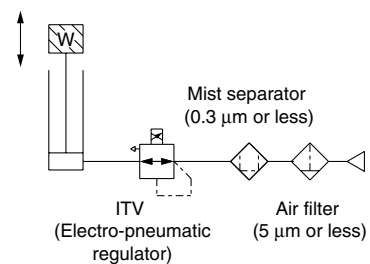 W
Mist separator
(0.3 μm or less)
ITV
(Electro-pneumatic
regulator)
Air filter
(5 μm or less)